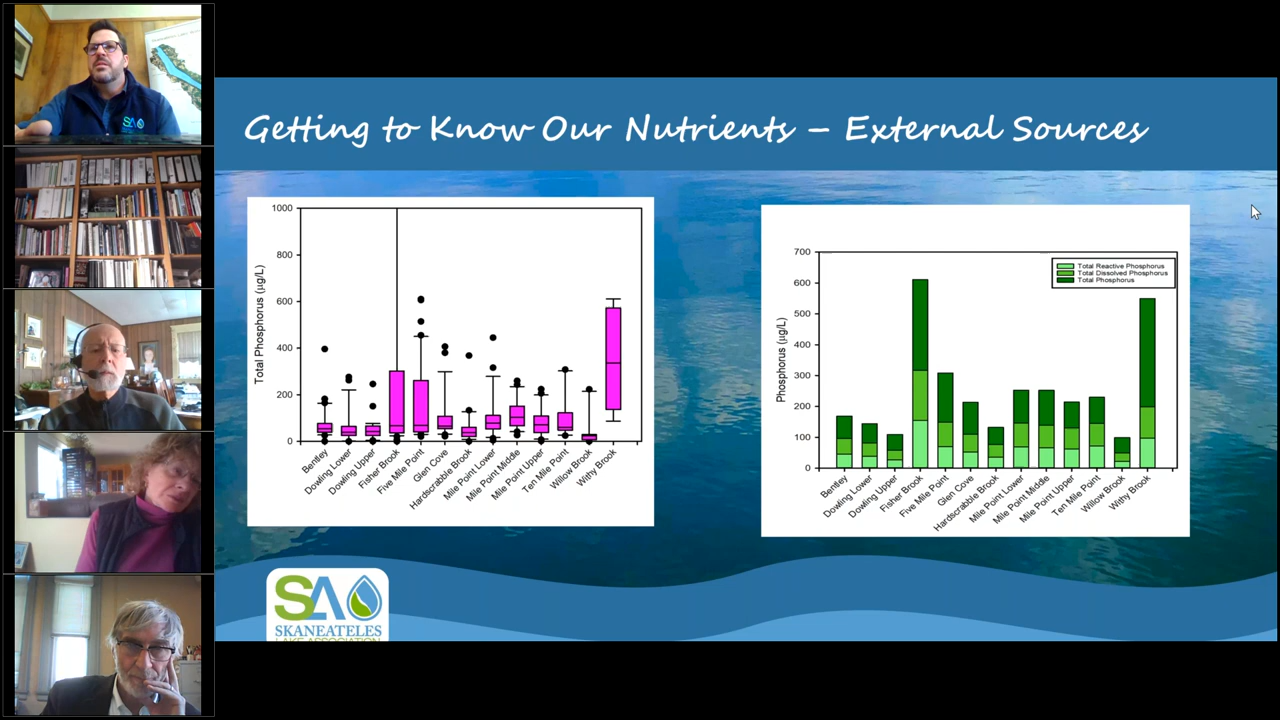 Getting to Know Our Nutrients – External Sources
1000
800
600
400
200
0
Total Phosphorus (µg/L)
Bentley
Dowling Lower
Dowling Upper
Fisher Brook
Five Mile Point
Glen Cove
Hardscrabble Brook
Mile Point Lower
Mile Point Middle
Mile Point Upper
Ten Mile Point
Willow Brook
Withy Brook
700
600
500
400
300
200
100
0
Phosphorus (µg/L)
Total Reactive Phosphorus
Total Dissolved Phosphorus
Total Phosphorus
Bentley
Dowling Lower
Dowling Upper
Fisher Brook
Five Mile Point
Glen Cove
Hardscrabble Brook
Mile Point Lower
Mile Point Middle
Mile Point Upper
Ten Mile Point
Willow Brook
Withy Brook
SA
SKANEATELES
LAKE ASSOCIATION
SA